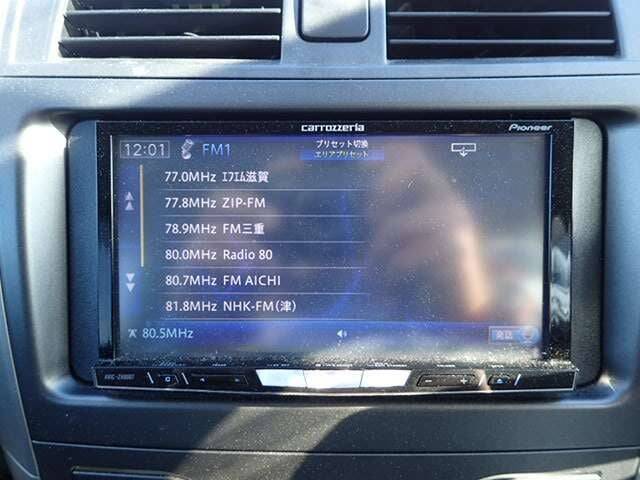 carrozzeria
Pioneer
12:01 FM1
プリセット切換
エリアプリセット
77.0MHz エフエム滋賀
77.8MHz ZIP-FM
78.9MHz FM三重
80.0MHz Radio 80
80.7MHz FM AICHI
81.8MHz NHK-FM(津)
80.5MHz